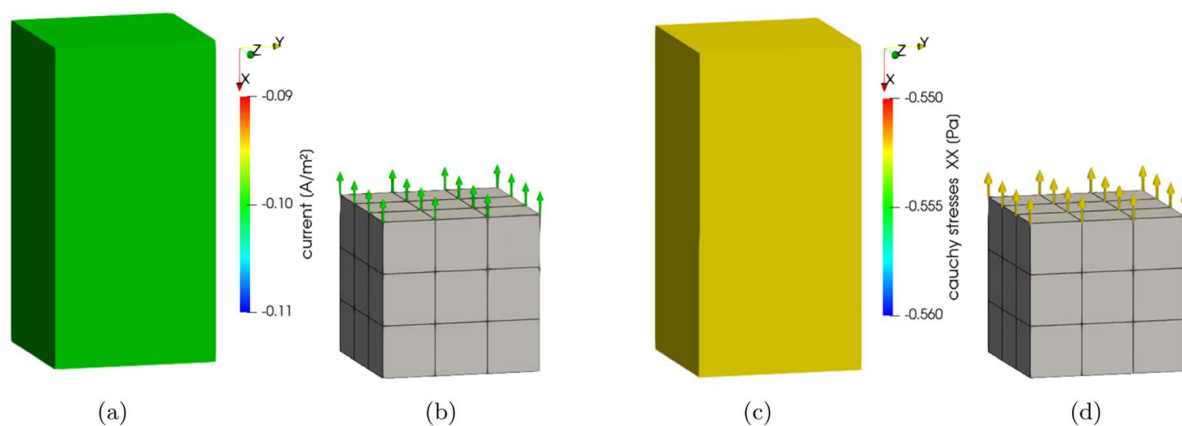 Z Y
X
-0.09
-0.10
-0.11
current (A/m²)
Z Y
X
-0.550
-0.555
-0.560
cauchy stresses XX (Pa)
(a) (b) (c) (d)